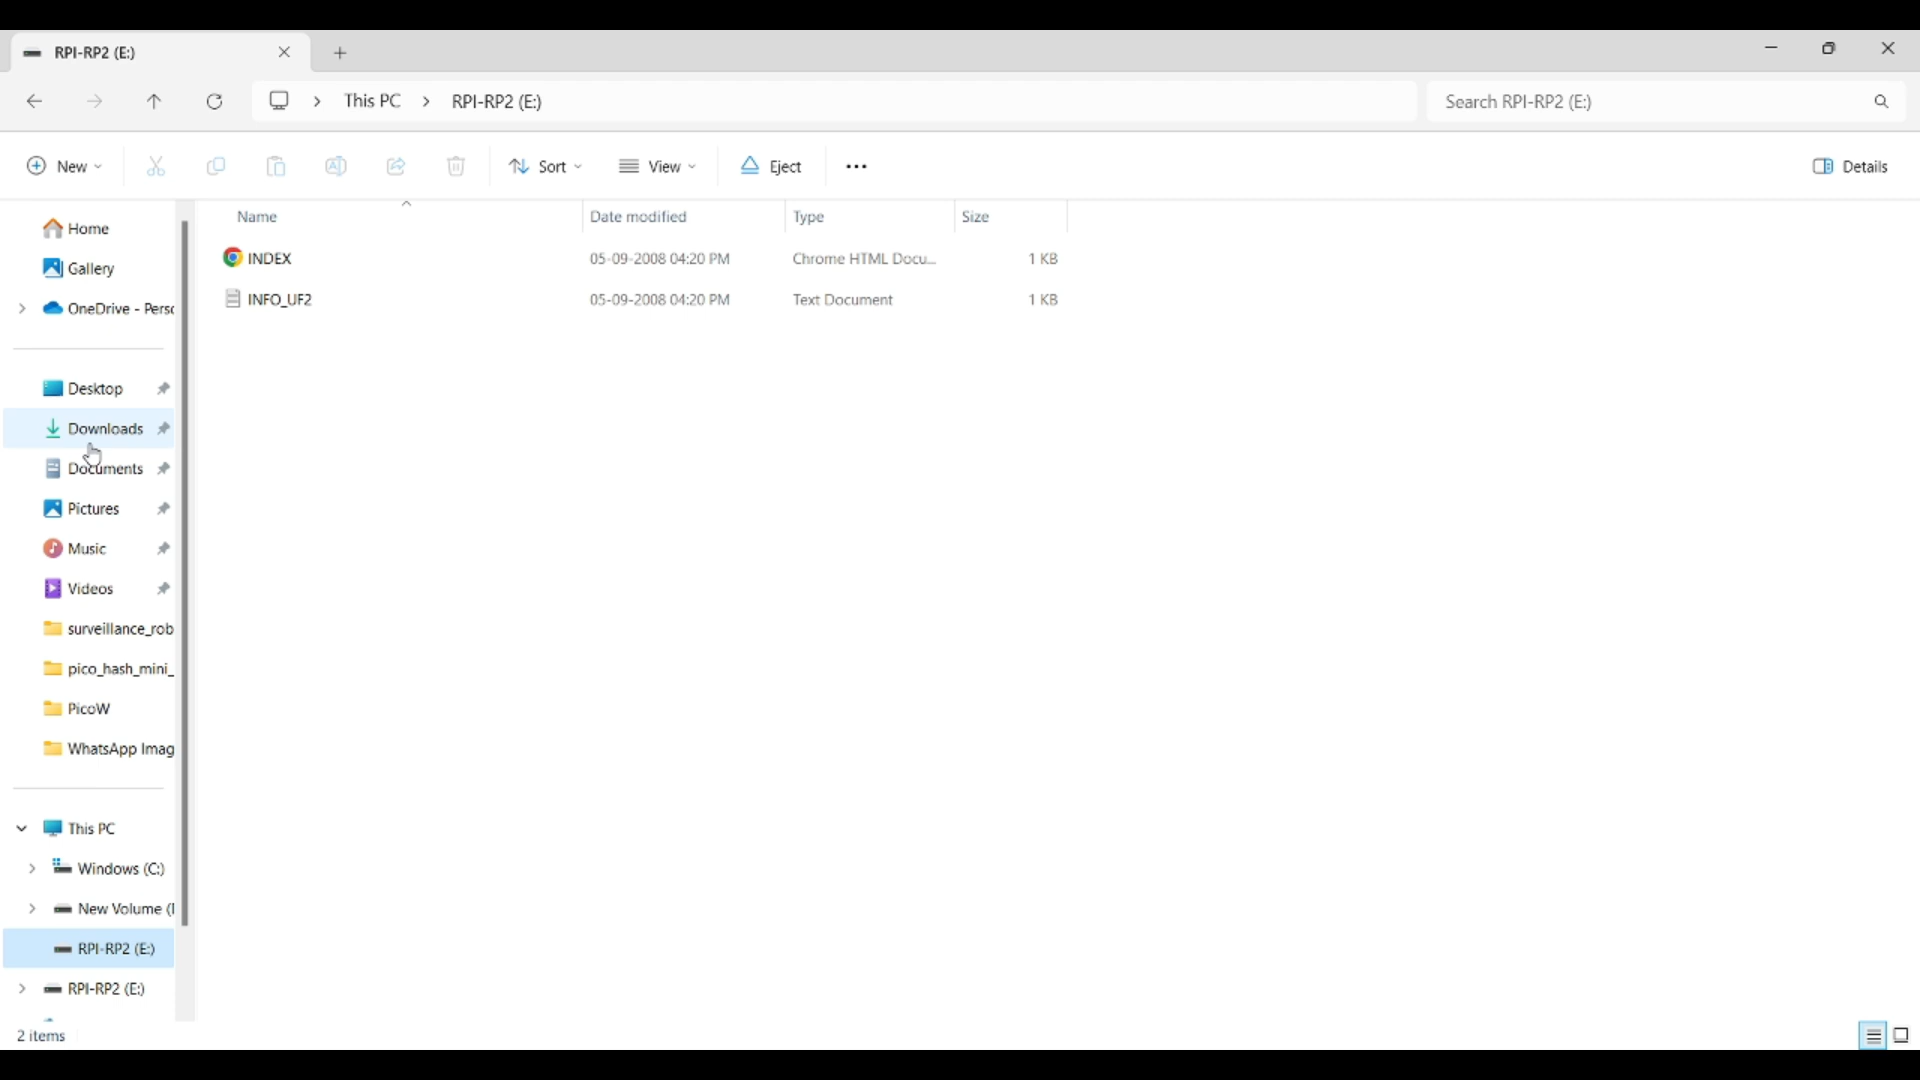 RPI-RP2 (E:)
This PC > RPI-RP2 (E:)
Search RPI-RP2 (E:)
New
Sort
View
Eject
Details
Name
Date modified
Type
Size
INDEX
05-09-2008 04:20 PM
Chrome HTML Docu...
1 KB
INFO_UF2
05-09-2008 04:20 PM
Text Document
1 KB
Home
Gallery
OneDrive - Perso
Desktop
Downloads
Documents
Pictures
Music
Videos
surveillance_rob
pico_hash_mini_
PicoW
WhatsApp Imag
This PC
Windows (C:)
New Volume (
RPI-RP2 (E:)
RPI-RP2 (E:)
2 items